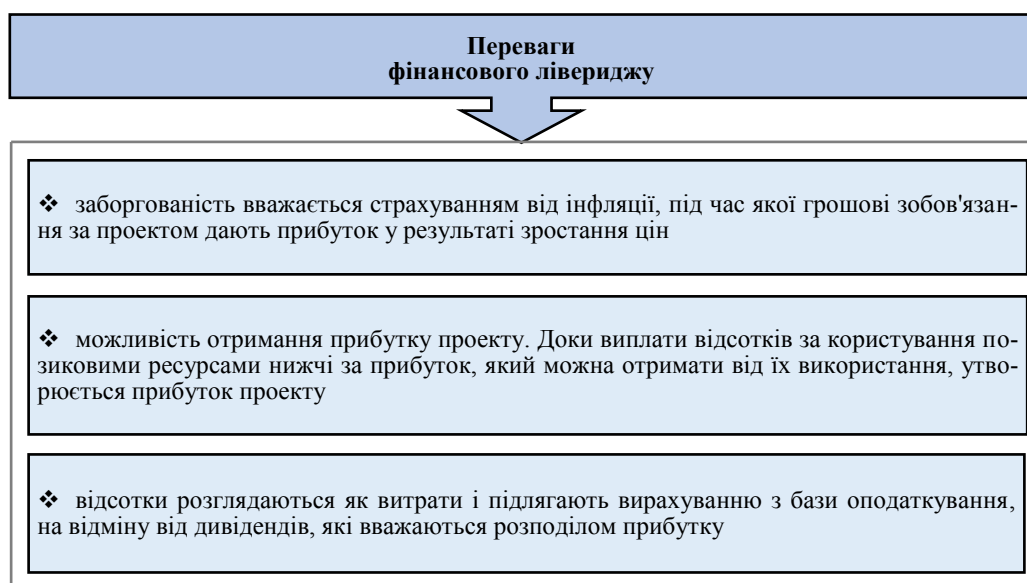 Переваги
фінансового лівериджу
❖ заборгованість вважається страхуванням від інфляції, під час якої грошові зобов'язан-
ня за проектом дають прибуток у результаті зростання цін
❖ можливість отримання прибутку проекту. Доки виплати відсотків за користування по-
зиковими ресурсами нижчі за прибуток, який можна отримати від їх використання, утво-
рюється прибуток проекту
❖ відсотки розглядаються як витрати і підлягають вирахуванню з бази оподаткування,
на відміну від дивідендів, які вважаються розподілом прибутку